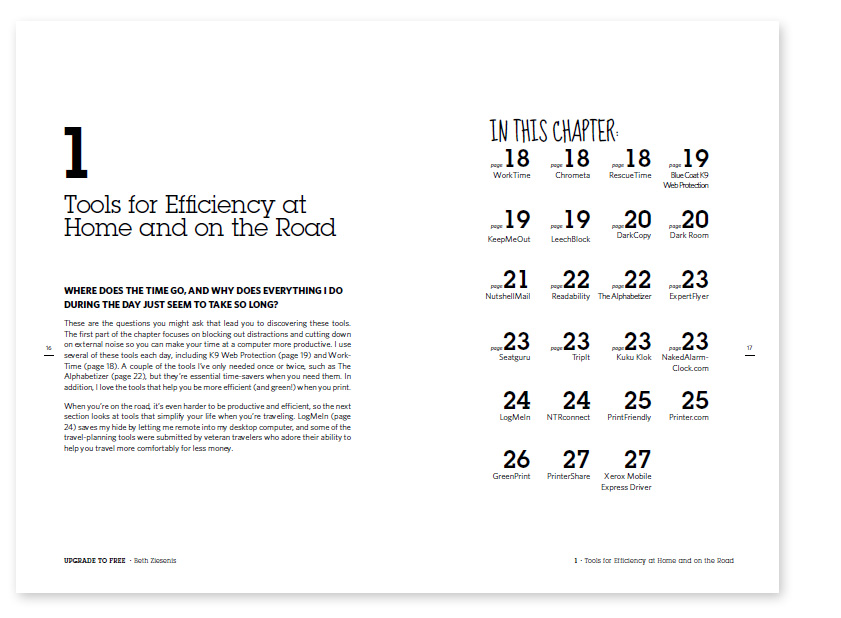 1
Tools for Efficiency at
Home and on the Road
WHERE DOES THE TIME GO, AND WHY DOES EVERYTHING I DO
DURING THE DAY JUST SEEM TO TAKE SO LONG?
These are the questions you might ask that lead you to discovering these tools.
The first part of the chapter focuses on blocking out distractions and cutting down
on external noise so you can make your time at a computer more productive. I use
several of these tools each day, including K9 Web Protection (page 19) and Work-
Time (page 18). A couple of the tools I've only needed once or twice, such as The
Alphabetizer (page 22), but they're essential time-savers when you need them. In
addition, I love the tools that help you be more efficient (and green!) when you print.
When you're on the road, it's even harder to be productive and efficient, so the next
section looks at tools that simplify your life when you're traveling. LogMeIn (page
24) saves my hide by letting me remote into my desktop computer, and some of the
travel-planning tools were submitted by veteran travelers who adore their ability to
help you travel more comfortably for less money.
16
UPGRADE TO FREE · Beth Ziesenis
IN THIS CHAPTER:
page 18 page 18 page 18 page 19
WorkTime Chrometa RescueTime Blue Coat K9
Web Protection
page 19 page 19 page 20 page 20
KeepMeOut LeechBlock DarkCopy Dark Room
page 21 page 22 page 22 page 23
NutshellMail Readability The Alphabetizer ExpertFlyer
page 23 page 23 page 23 page 23
Seatguru TripIt Kuku Klok NakedAlarm-
Clock.com
24 24 25 25
LogMeIn NTRconnect PrintFriendly Printer.com
26 27 27
GreenPrint PrinterShare Xerox Mobile
Express Driver
17
1 · Tools for Efficiency at Home and on the Road